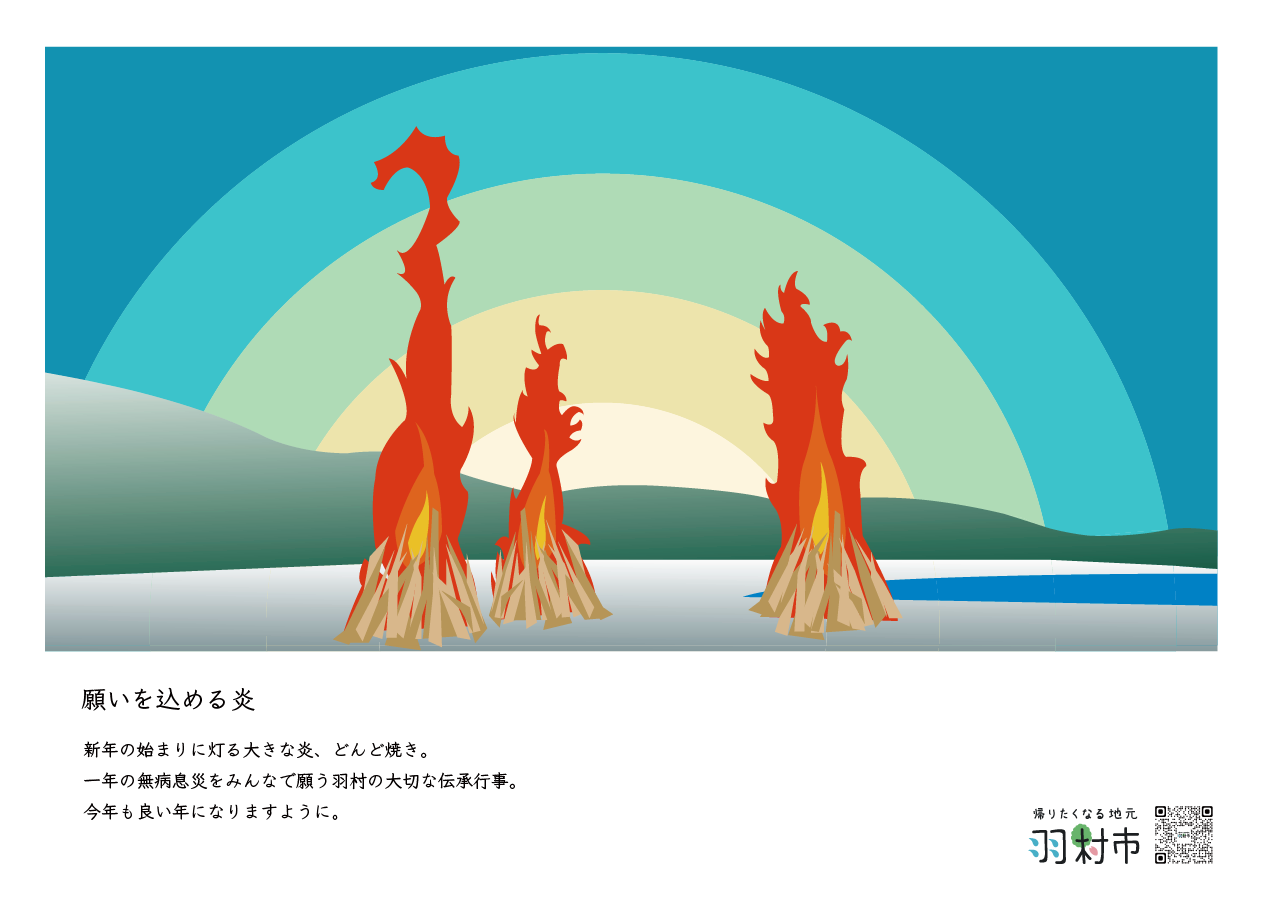 願いを込める炎
新年の始まりに灯る大きな炎、どんど焼き。
一年の無病息災をみんなで願う羽村の大切な伝承行事。
今年も良い年になりますように。
帰りたくなる地元
羽村市